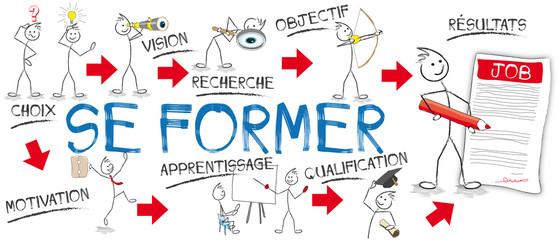 ?
VISION
OBJECTIF
RÉSULTATS
RECHERCHE
JOB
CHOIX
SE FORMER
MOTIVATION
APPRENTISSAGE
QUALIFICATION